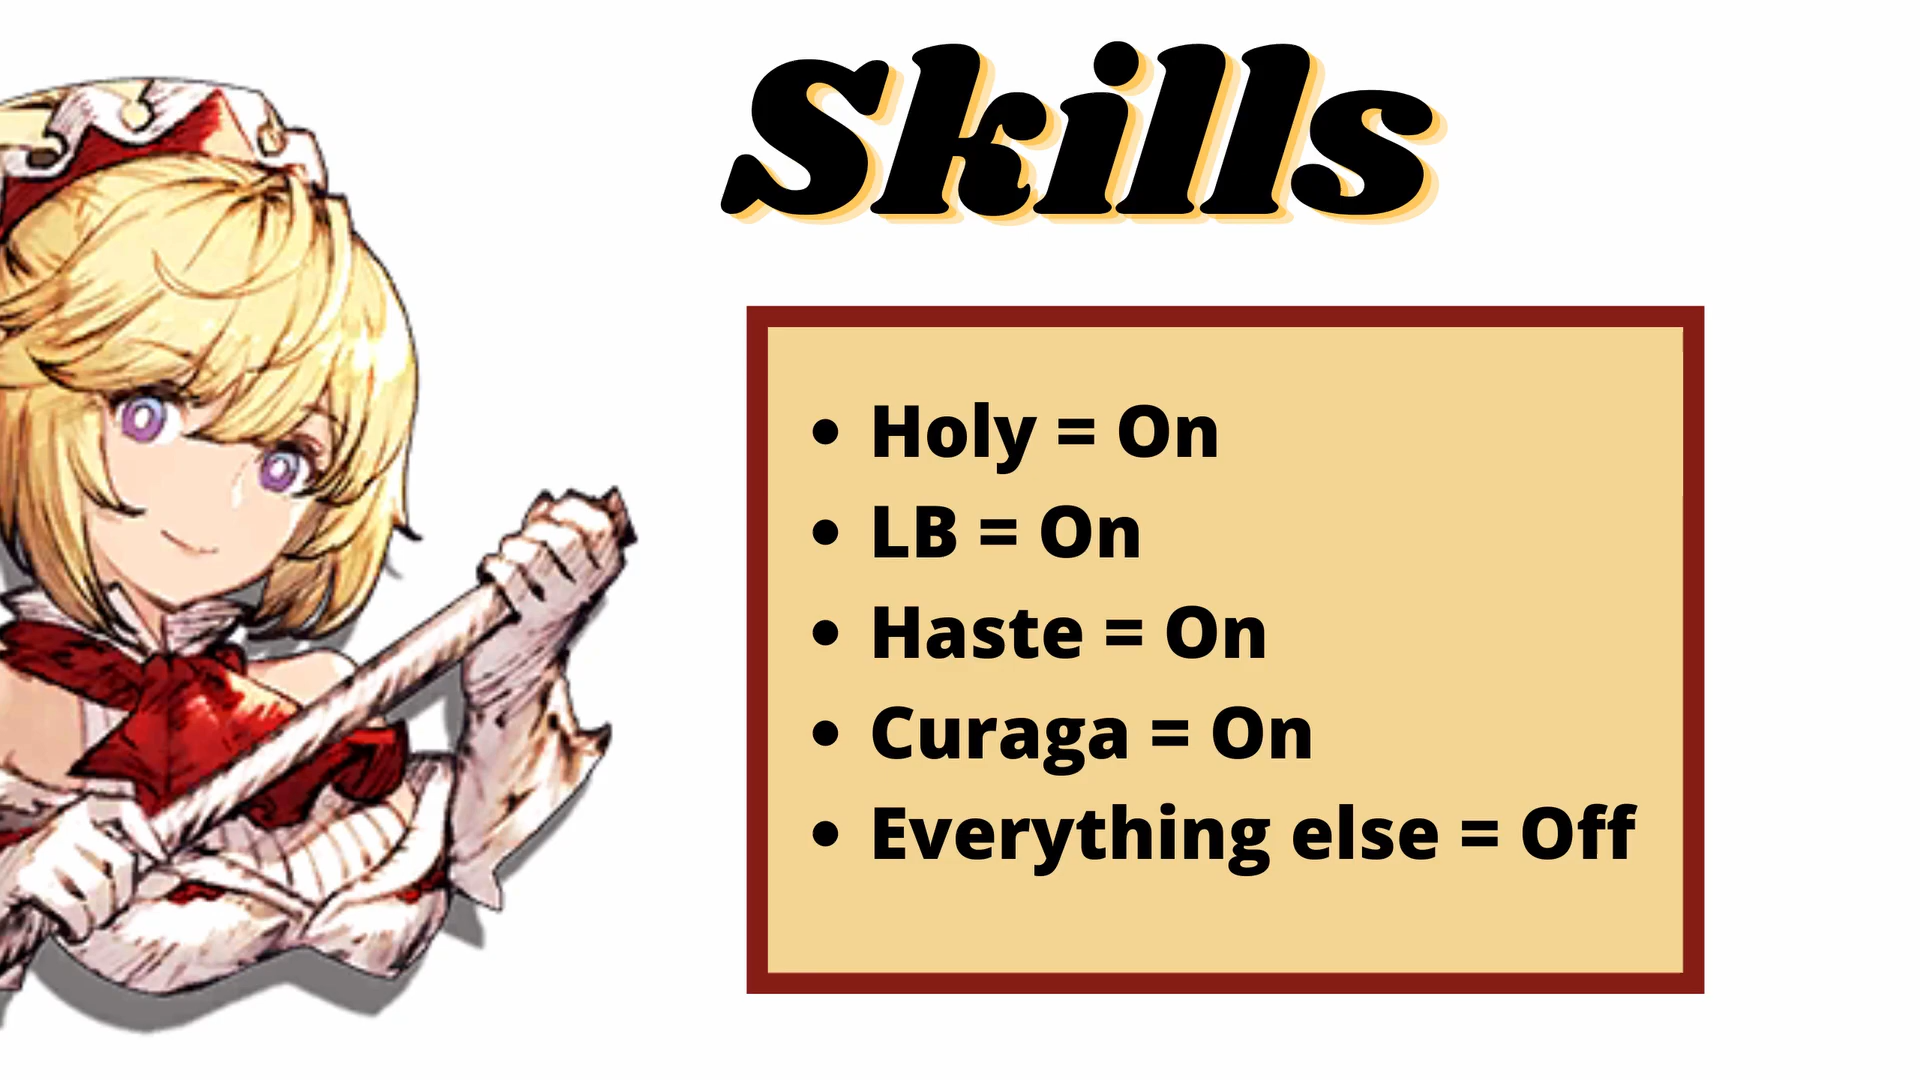 Skills
• Holy = On
• LB = On
• Haste = On
• Curaga = On
• Everything else = Off